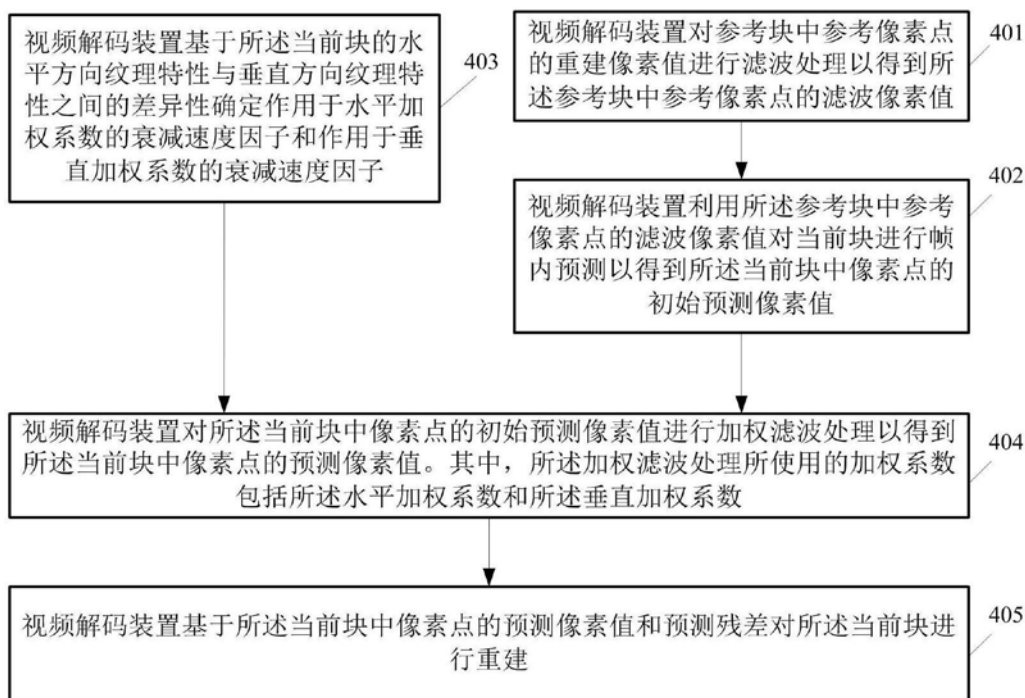 视频解码装置基于所述当前块的水
平方向纹理特性与垂直方向纹理特
性之间的差异性确定作用于水平加
权系数的衰减速度因子和作用于垂
直加权系数的衰减速度因子
403
视频解码装置对参考块中参考像素点
的重建像素值进行滤波处理以得到所
述参考块中参考像素点的滤波像素值
401
视频解码装置利用所述参考块中参考
像素点的滤波像素值对当前块进行帧
内预测以得到所述当前块中像素点的
初始预测像素值
402
视频解码装置对所述当前块中像素点的初始预测像素值进行加权滤波处理以得到
所述当前块中像素点的预测像素值。其中，所述加权滤波处理所使用的加权系数
包括所述水平加权系数和所述垂直加权系数
404
视频解码装置基于所述当前块中像素点的预测像素值和预测残差对所述当前块进
行重建
405